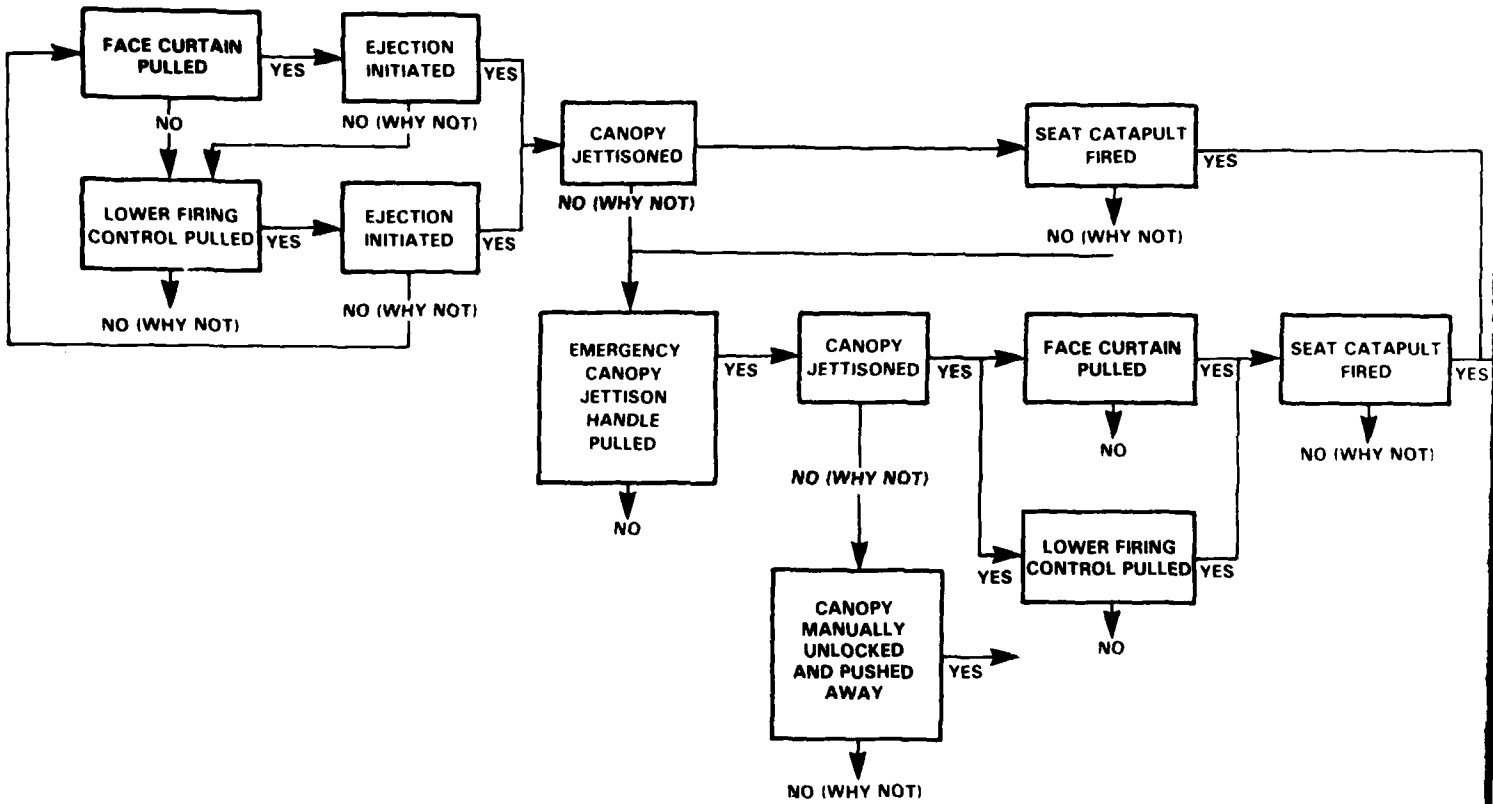 FACE CURTAIN
PULLED
YES
NO
EJECTION
INITIATED
YES
NO (WHY NOT)
LOWER FIRING
CONTROL PULLED
YES
NO (WHY NOT)
EJECTION
INITIATED
YES
NO (WHY NOT)
CANOPY
JETTISONED
NO (WHY NOT)
SEAT CATAPULT
FIRED
YES
NO (WHY NOT)
EMERGENCY
CANOPY
JETTISON
HANDLE
PULLED
YES
NO
CANOPY
JETTISONED
YES
NO (WHY NOT)
FACE CURTAIN
PULLED
YES
NO
SEAT CATAPULT
FIRED
YES
NO (WHY NOT)
YES
LOWER FIRING
CONTROL PULLED
YES
NO
CANOPY
MANUALLY
UNLOCKED
AND PUSHED
AWAY
YES
NO (WHY NOT)